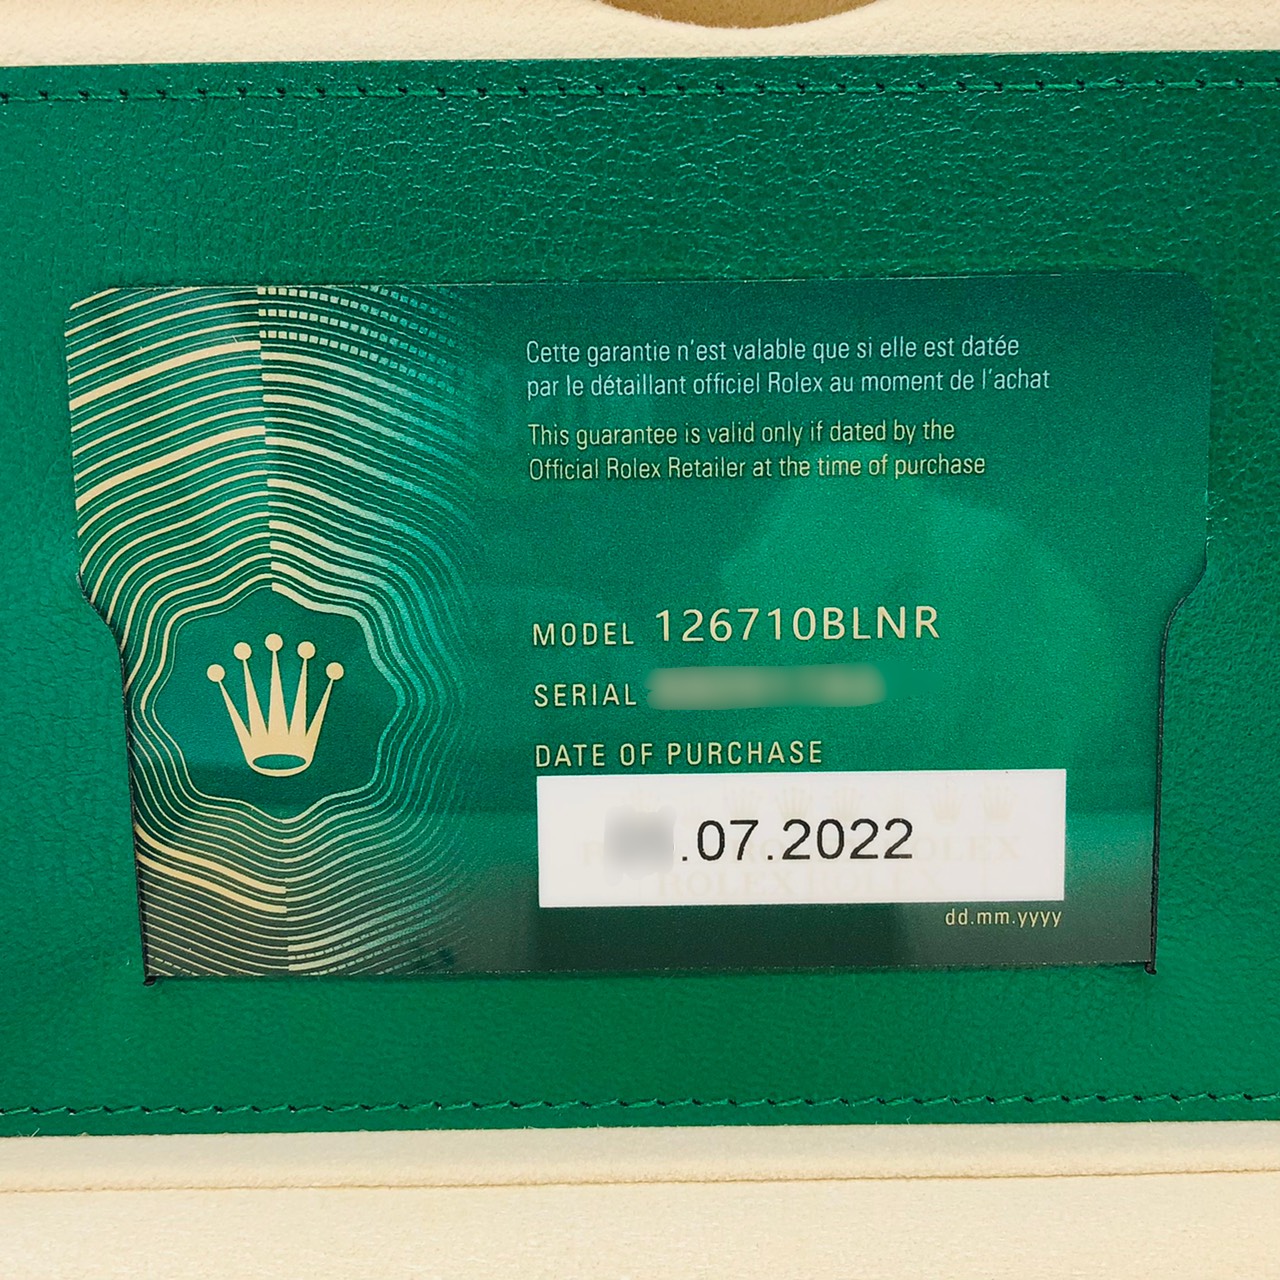 Cette garantie n'est valable que si elle est datée
par le détaillant officiel Rolex au moment de l'achat
This guarantee is valid only if dated by the
Official Rolex Retailer at the time of purchase
MODEL 126710BLNR
SERIAL
DATE OF PURCHASE
.07.2022
ROLEX ROLEX
dd.mm.yyyy